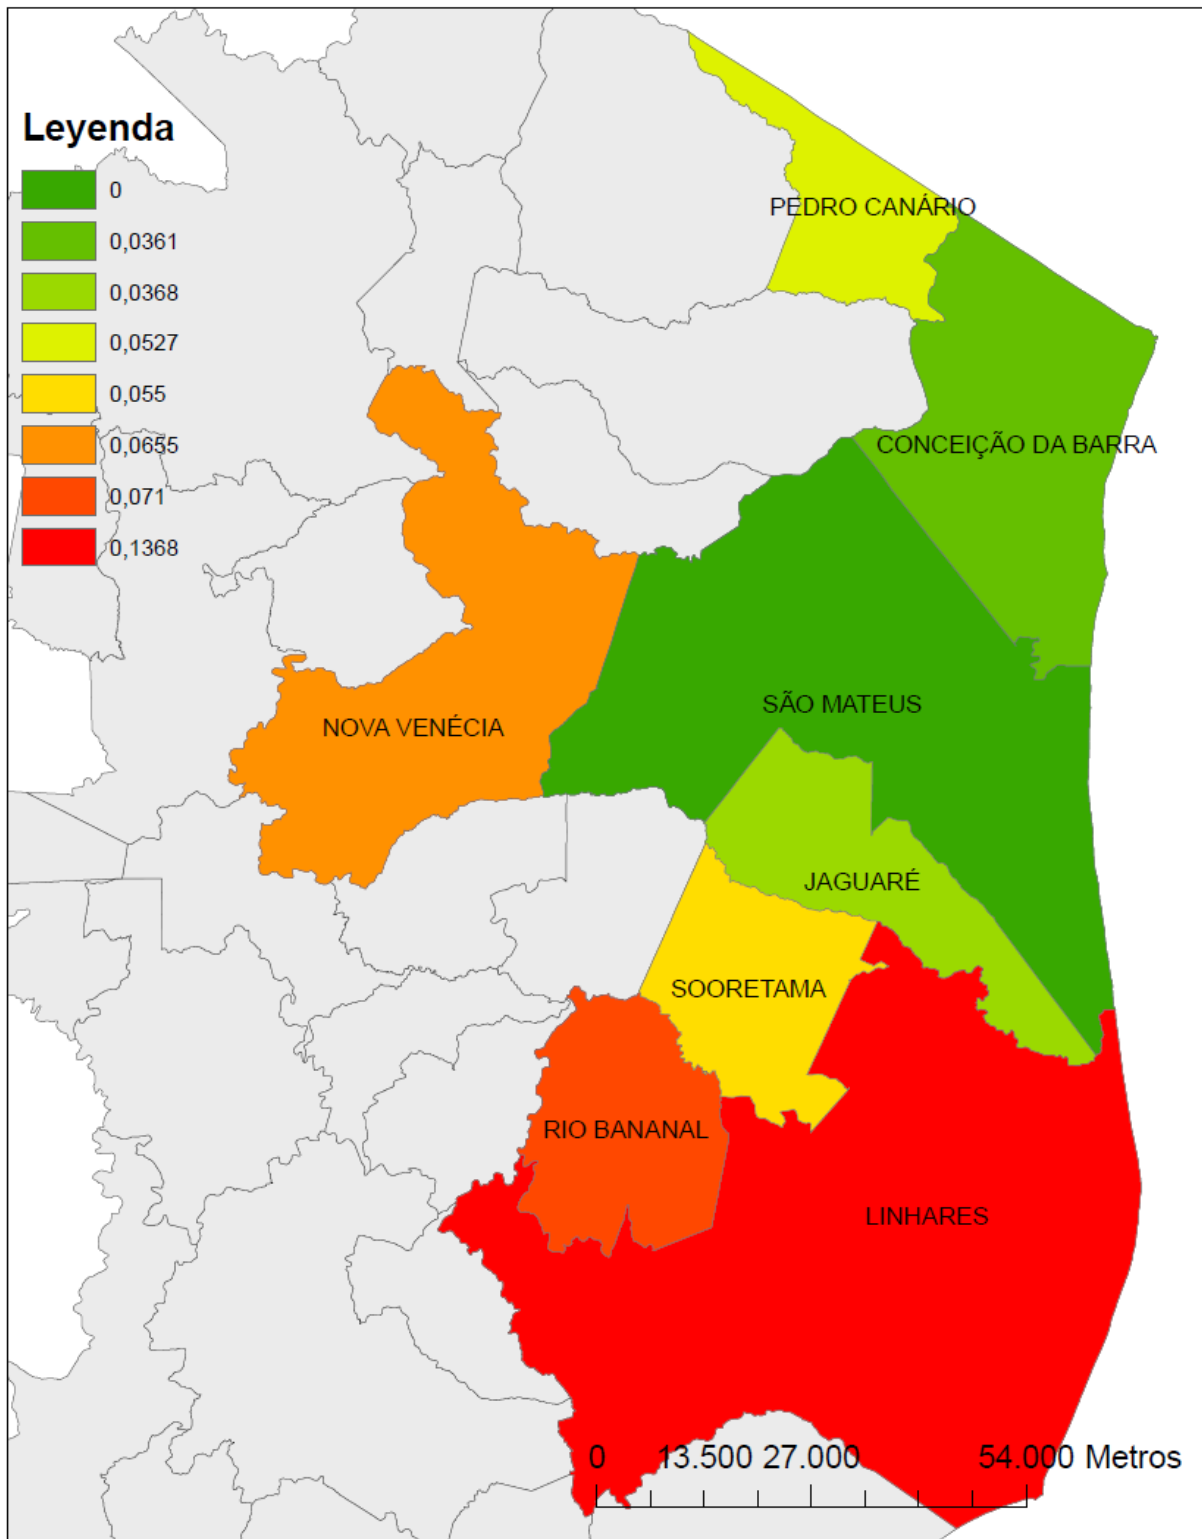 Leyenda
0
0,0361
0,0368
0,0527
0,055
0,0655
0,071
0,1368
PEDRO CANÁRIO
CONCEIÇÃO DA BARRA
SÃO MATEUS
NOVA VENÉCIA
JAGUARÉ
SOORETAMA
RIO BANANAL
LINHARES
0 13.500 27.000 54.000 Metros